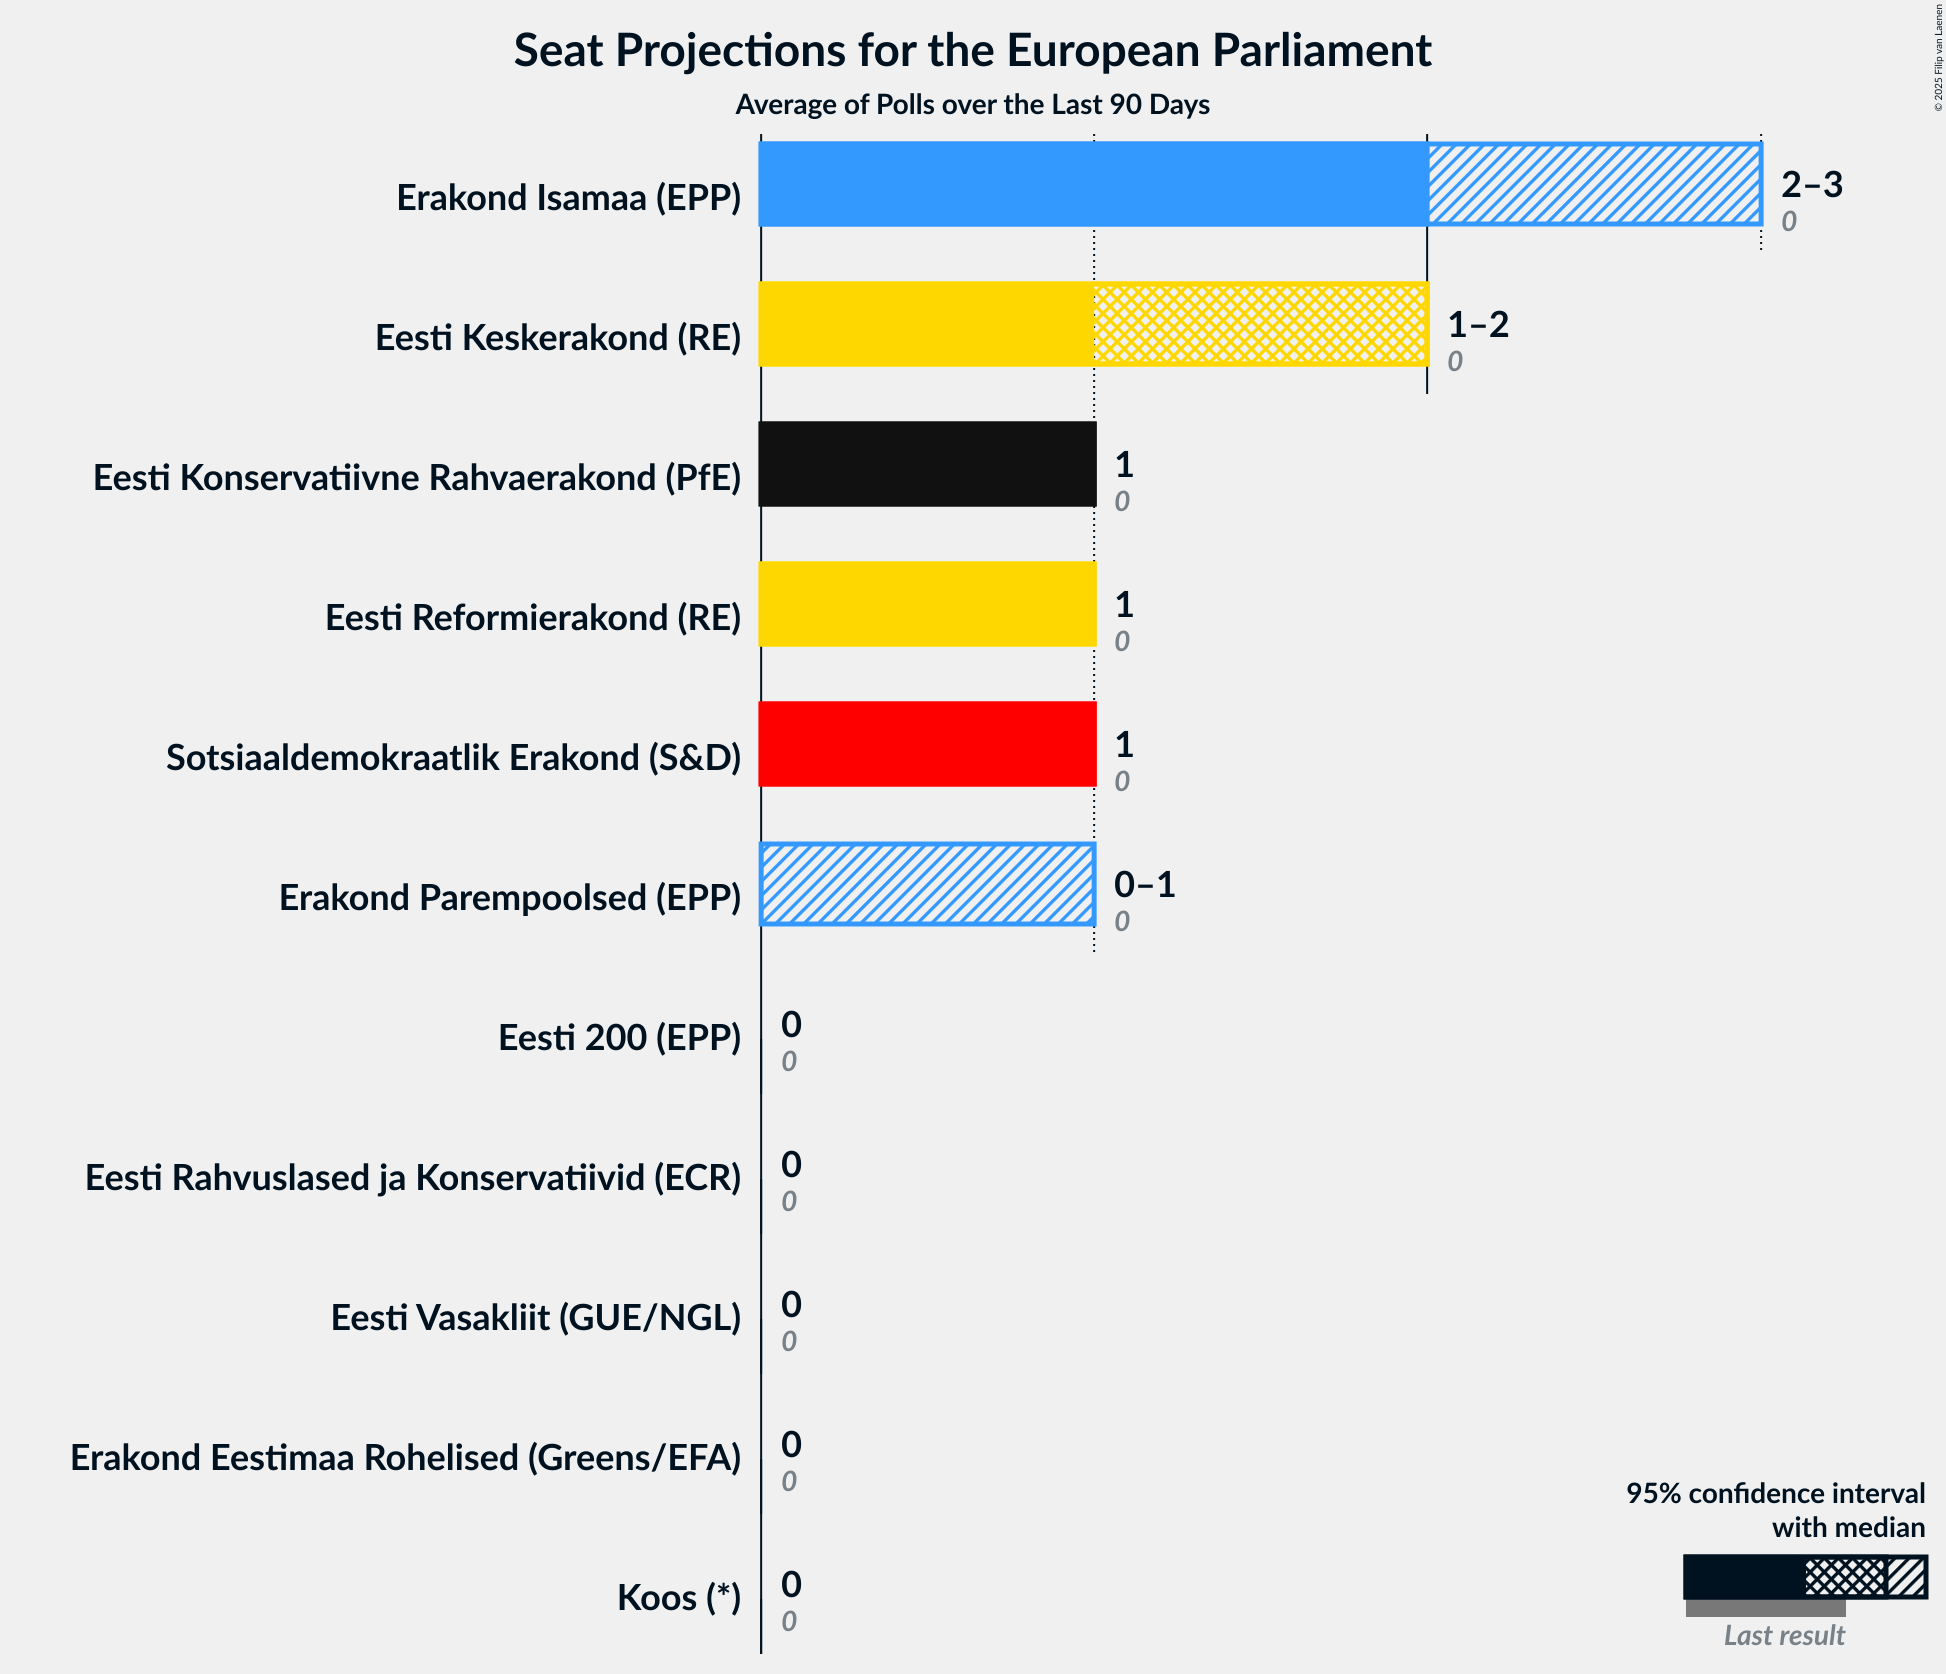 Seat Projections for the European Parliament
Average of Polls over the Last 90 Days
© 2025 Filip van Laenen
Erakond Isamaa (EPP)
2–3
0
Eesti Keskerakond (RE)
1–2
0
Eesti Konservatiivne Rahvaerakond (PfE)
1
0
Eesti Reformierakond (RE)
1
0
Sotsiaaldemokraatlik Erakond (S&D)
1
0
Erakond Parempoolsed (EPP)
0–1
0
Eesti 200 (EPP)
0
0
Eesti Rahvuslased ja Konservatiivid (ECR)
0
0
Eesti Vasakliit (GUE/NGL)
0
0
Erakond Eestimaa Rohelised (Greens/EFA)
0
0
Koos (*)
0
0
95% confidence interval
with median
Last result